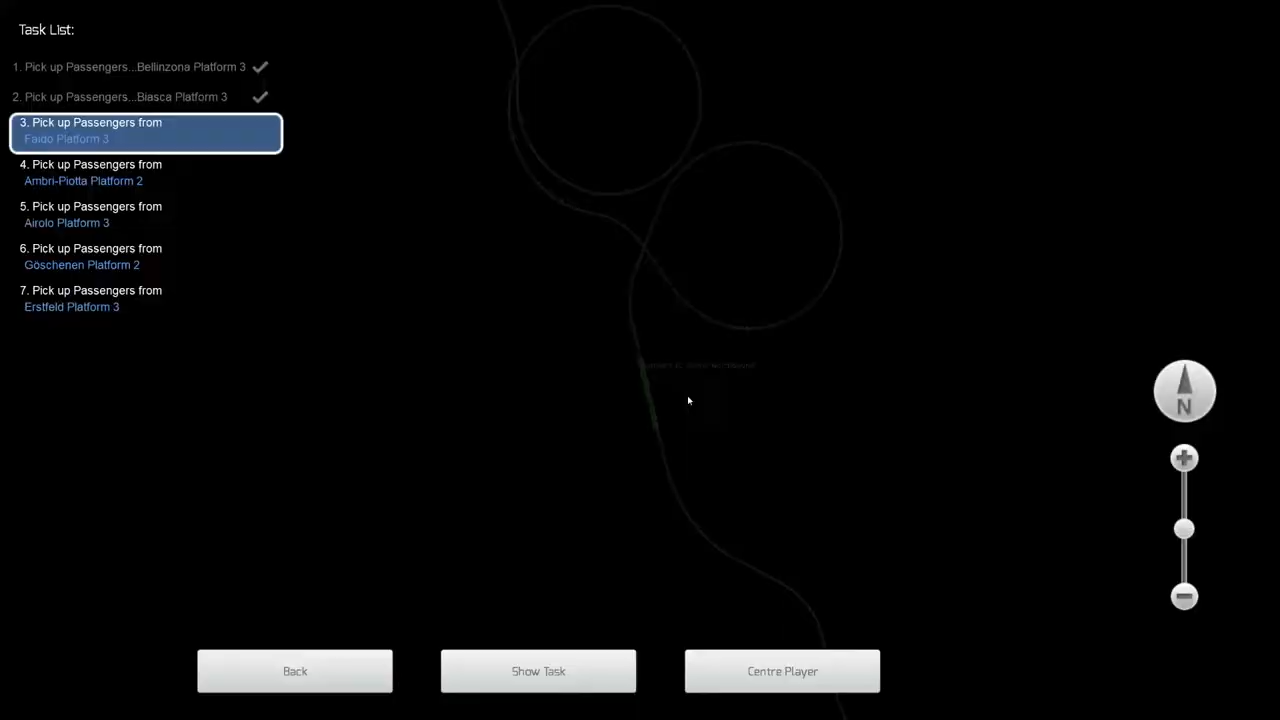 Task List:
1. Pick up Passengers...Bellinzona Platform 3
2. Pick up Passengers...Biasca Platform 3
3. Pick up Passengers from
Faido Platform 3
4. Pick up Passengers from
Ambri-Piotta Platform 2
5. Pick up Passengers from
Airolo Platform 3
6. Pick up Passengers from
Göschenen Platform 2
7. Pick up Passengers from
Erstfeld Platform 3
N
Back
Show Task
Centre Player